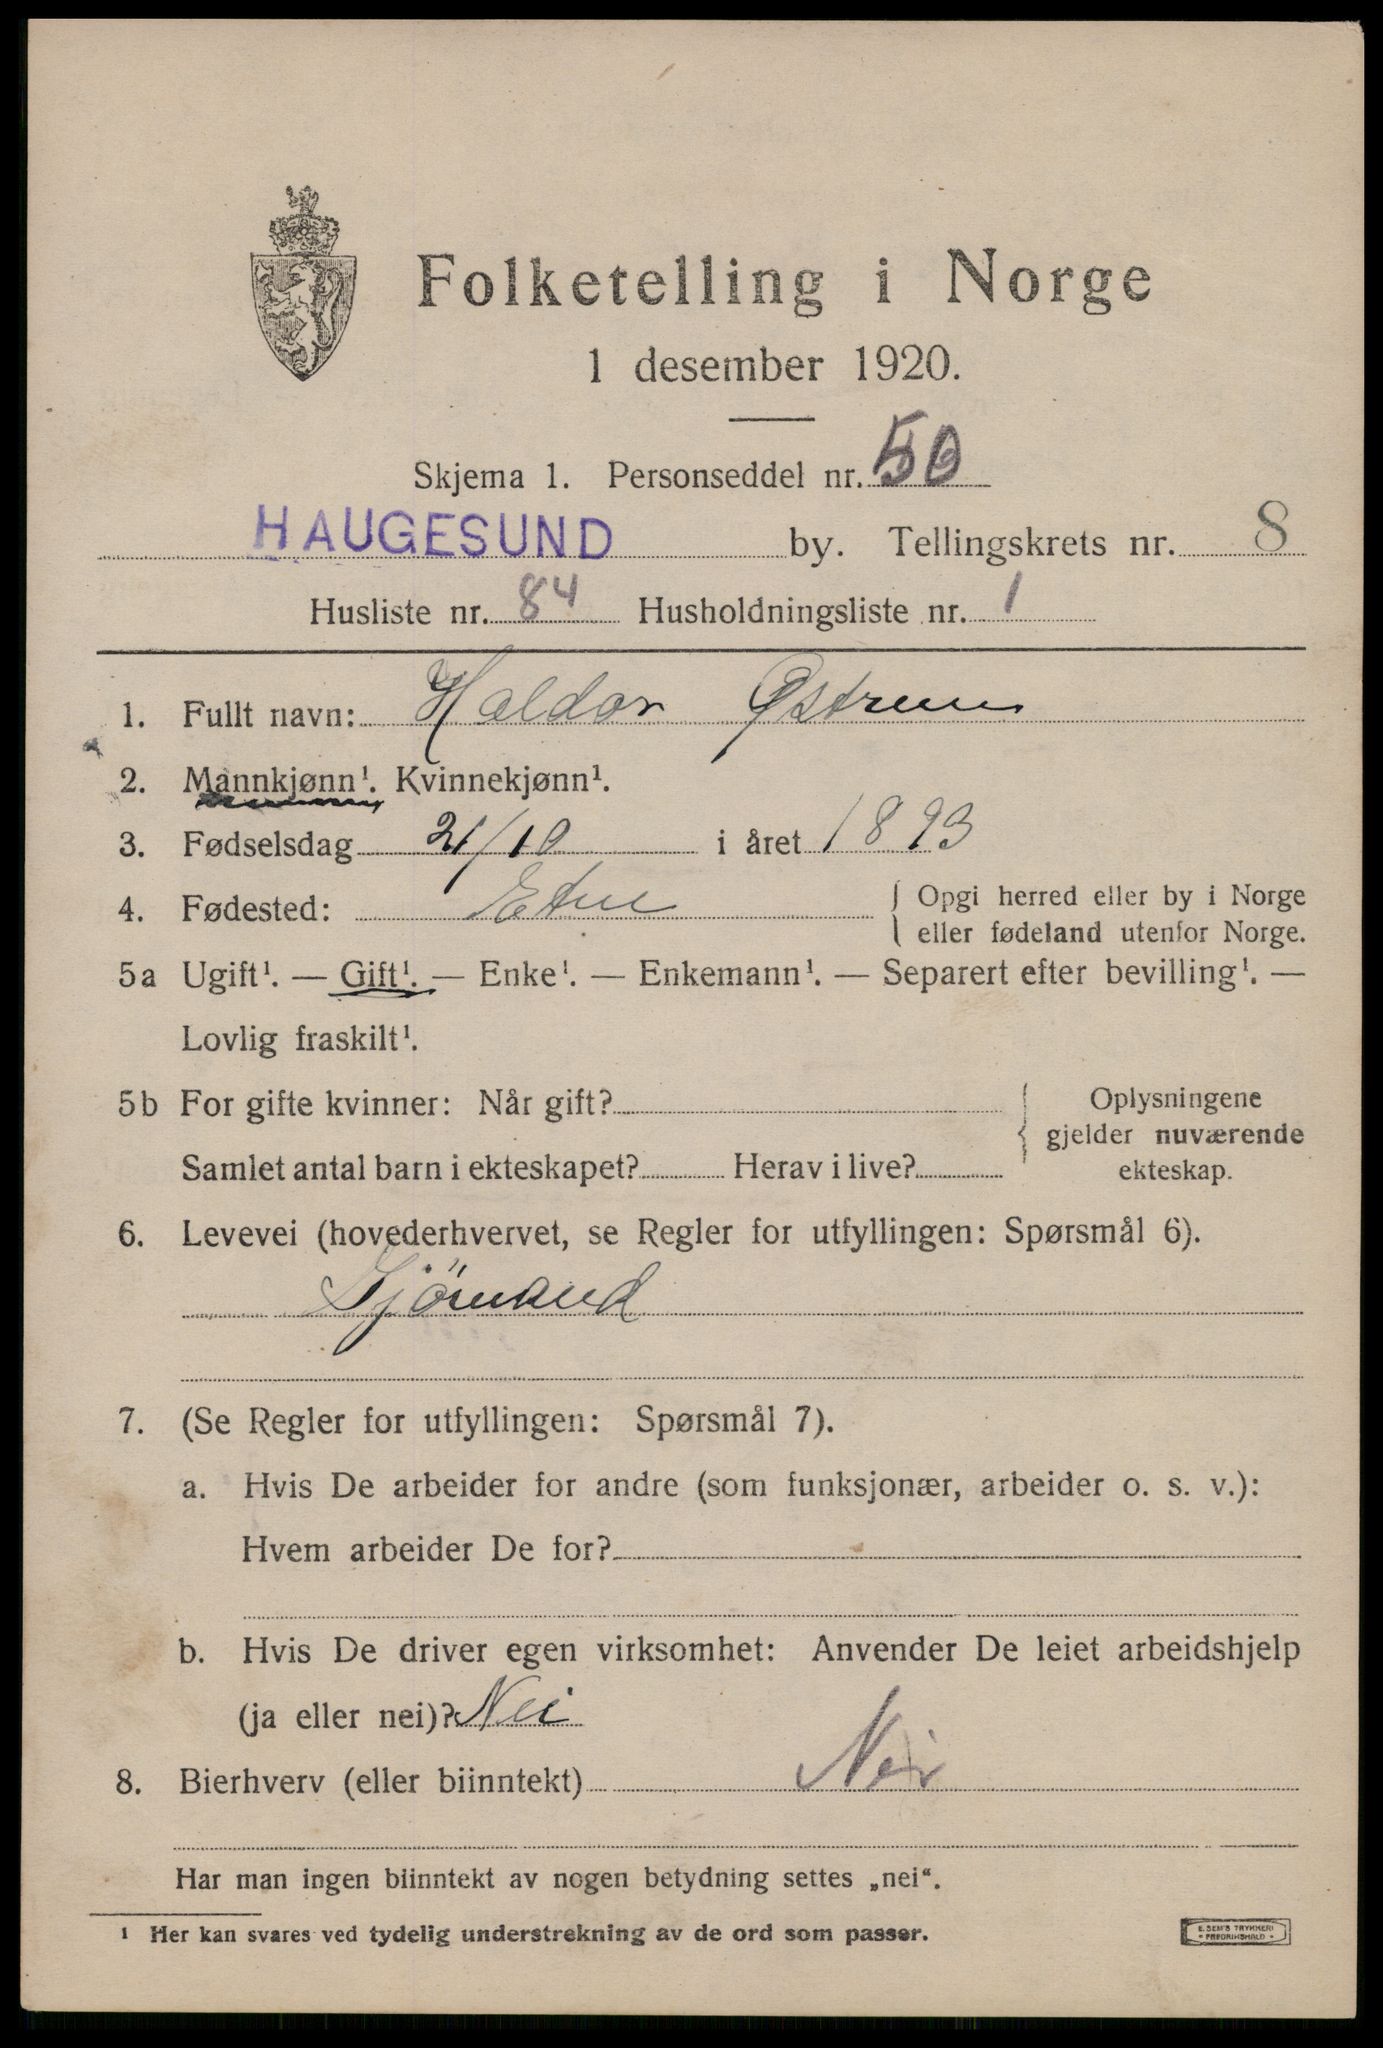 Folketelling i Norge
1 desember 1920.
Skjema 1. Personseddel nr. 50
HAUGESUND by. Tellingskrets nr. 8
Husliste nr. 84 Husholdningsliste nr. 1
1. Fullt navn: Haldor Østrem
2. Mannkjønn¹. Kvinnekjønn¹.
3. Fødselsdag 21/10 i året 1893
4. Fødested: Etne { Opgi herred eller by i Norge
eller fødeland utenfor Norge.
5a Ugift¹. — Gift¹. — Enke¹. — Enkemann¹. — Separert efter bevilling¹. —
Lovlig fraskilt¹.
5b For gifte kvinner: Når gift? { Oplysningene
gjelder nuværende
Samlet antal barn i ekteskapet? Herav i live? ekteskap.
6. Levevei (hovederhvervet, se Regler for utfyllingen: Spørsmål 6).
Sjömand
7. (Se Regler for utfyllingen: Spørsmål 7).
a. Hvis De arbeider for andre (som funksjonær, arbeider o. s. v.):
Hvem arbeider De for?
b. Hvis De driver egen virksomhet: Anvender De leiet arbeidshjelp
(ja eller nei)? Nei
8. Bierhverv (eller biinntekt) Nei
Har man ingen biinntekt av nogen betydning settes „nei“.
¹ Her kan svares ved tydelig understrekning av de ord som passer.
E. SEM'S TRYKKERI
• FREDRIKSHALD •